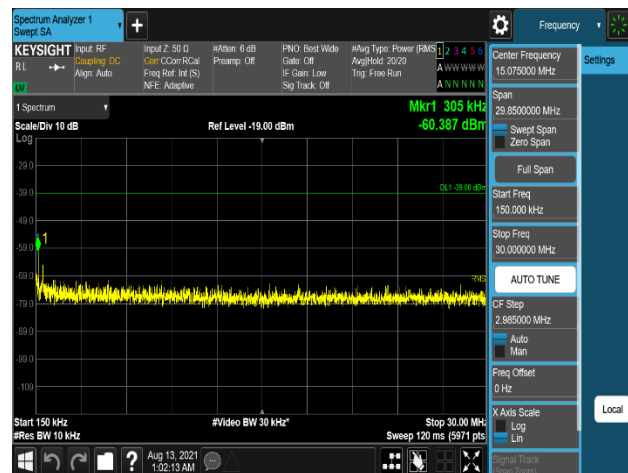 Spectrum Analyzer 1
Swept SA
Frequency
KEYSIGHT
Input: RF
Coupling: DC
Align: Auto
Input Z: 50 Ω
Corr CCorr RCal
Freq Ref: Int (S)
NFE: Adaptive
#Atten: 6 dB
Preamp: Off
PNO: Best Wide
Gate: Off
IF Gain: Low
Sig Track: Off
#Avg Type: Power (RMS
Avg|Hold: 20/20
Trig: Free Run
1 2 3 4 5 6
A W W W W W
A N N N N N
R L
1 Spectrum
Scale/Div 10 dB
Log
Ref Level -19.00 dBm
Mkr1 305 kHz
-60.387 dBm
-29.0
-39.0
-49.0
-59.0
-69.0
-79.0
-89.0
-99.0
-109
DL1 -39.00 dBm
1
RMS
Start 150 kHz
#Res BW 10 kHz
#Video BW 30 kHz*
Stop 30.00 MHz
Sweep 120 ms (5971 pts
Center Frequency
15.075000 MHz
Span
29.8500000 MHz
Swept Span
Zero Span
Full Span
Start Freq
150.000 kHz
Stop Freq
30.000000 MHz
AUTO TUNE
CF Step
2.985000 MHz
Auto
Man
Freq Offset
0 Hz
X Axis Scale
Log
Lin
Signal Track
(Span Zoom)
Settings
Local
?
Aug 13, 2021
1:02:13 AM